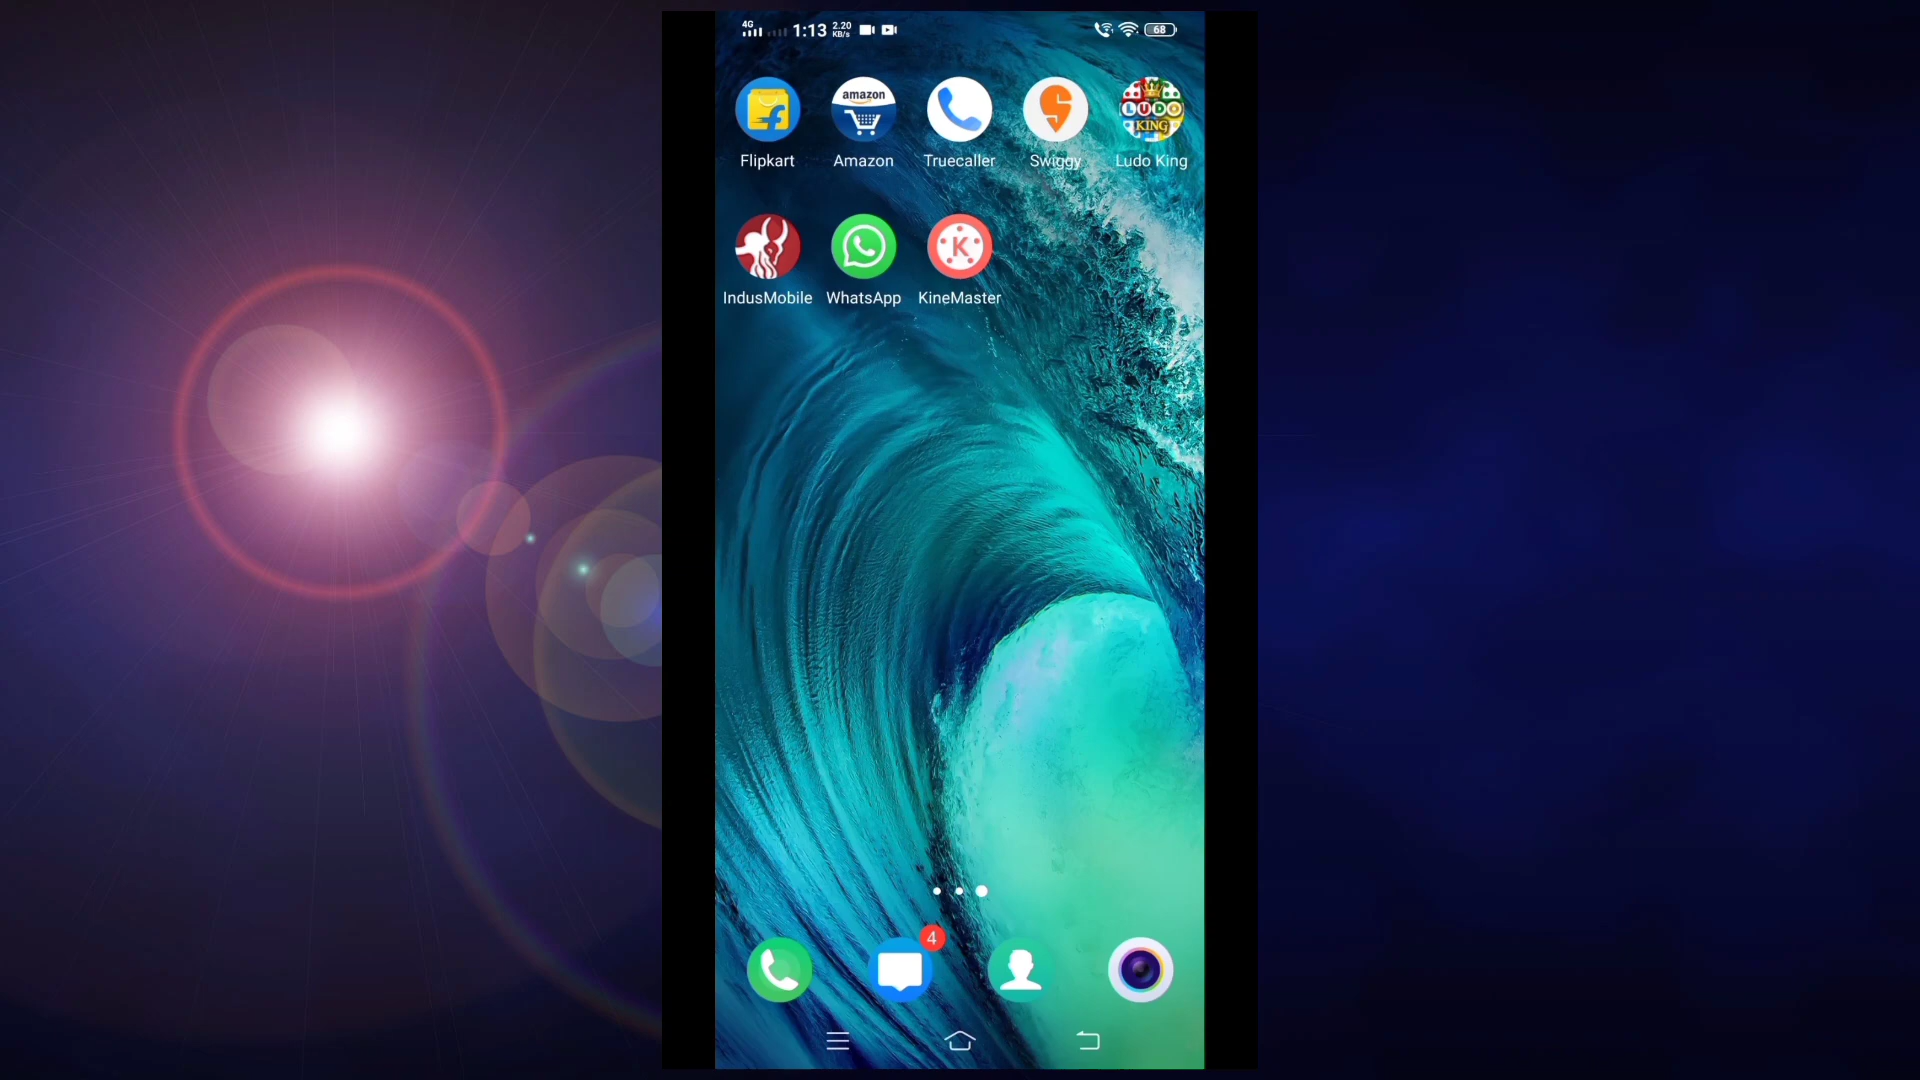 4G 1:13 2.20 KB/s 68
amazon
LUDO
KING
Flipkart Amazon Truecaller Swiggy Ludo King
K
IndusMobile WhatsApp KineMaster
4